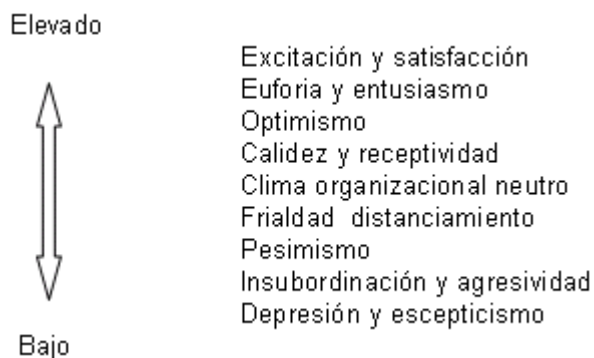 Elevado
Excitación y satisfacción
Euforia y entusiasmo
Optimismo
Calidez y receptividad
Clima organizacional neutro
Frialdad distanciamiento
Pesimismo
Insubordinación y agresividad
Depresión y escepticismo
Bajo